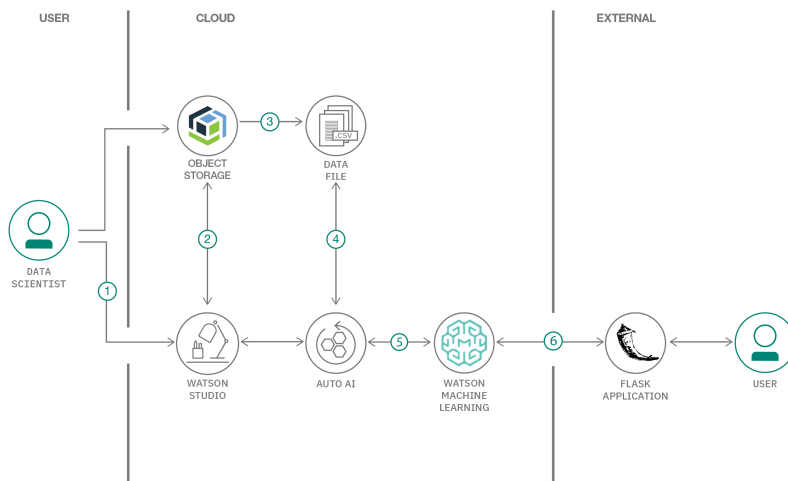 USER
CLOUD
EXTERNAL
3
.CSV
OBJECT
STORAGE
DATA
FILE
2
4
DATA
SCIENTIST
1
5
6
WATSON
STUDIO
AUTO AI
WATSON
MACHINE
LEARNING
FLASK
APPLICATION
USER